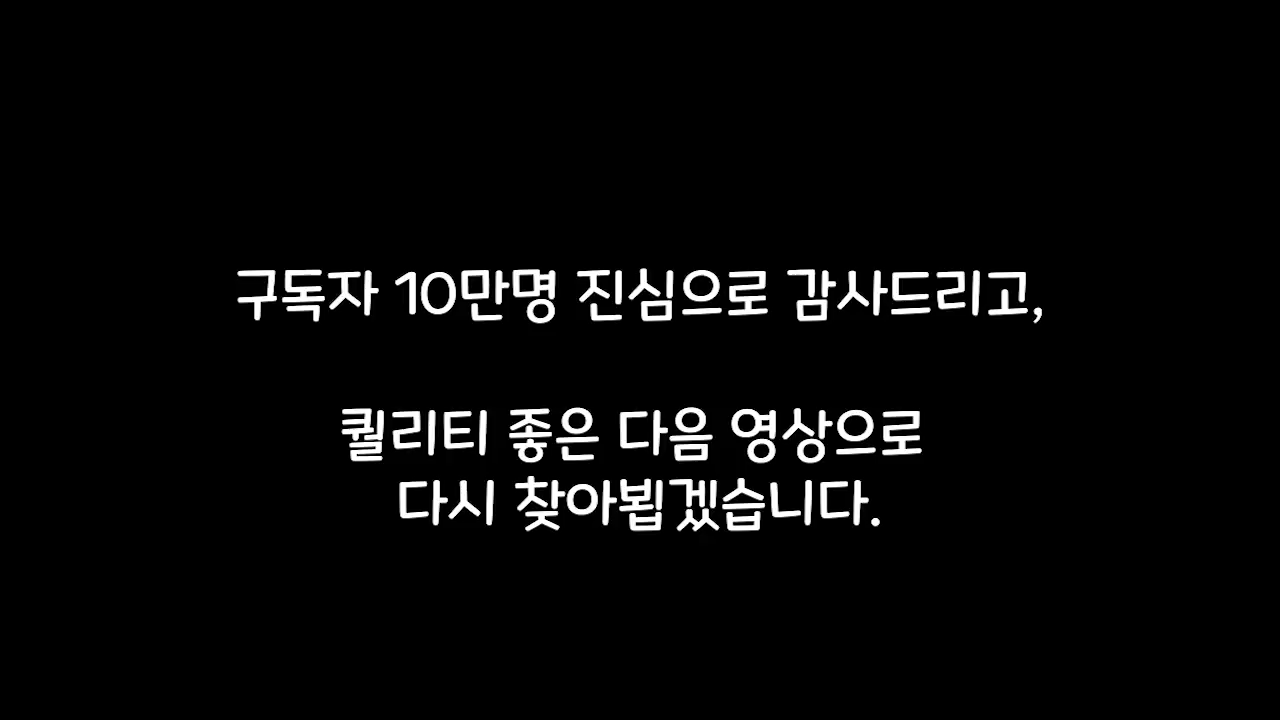 구독자 10만명 진심으로 감사드리고,
퀄리티 좋은 다음 영상으로
다시 찾아뵙겠습니다.